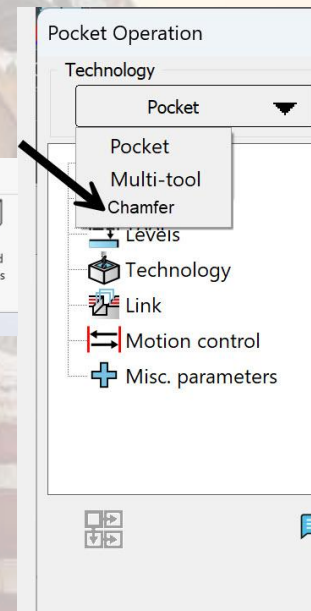 Pocket Operation
Technology
Pocket
Pocket
Multi-tool
Chamfer
Levels
Technology
Link
Motion control
Misc. parameters